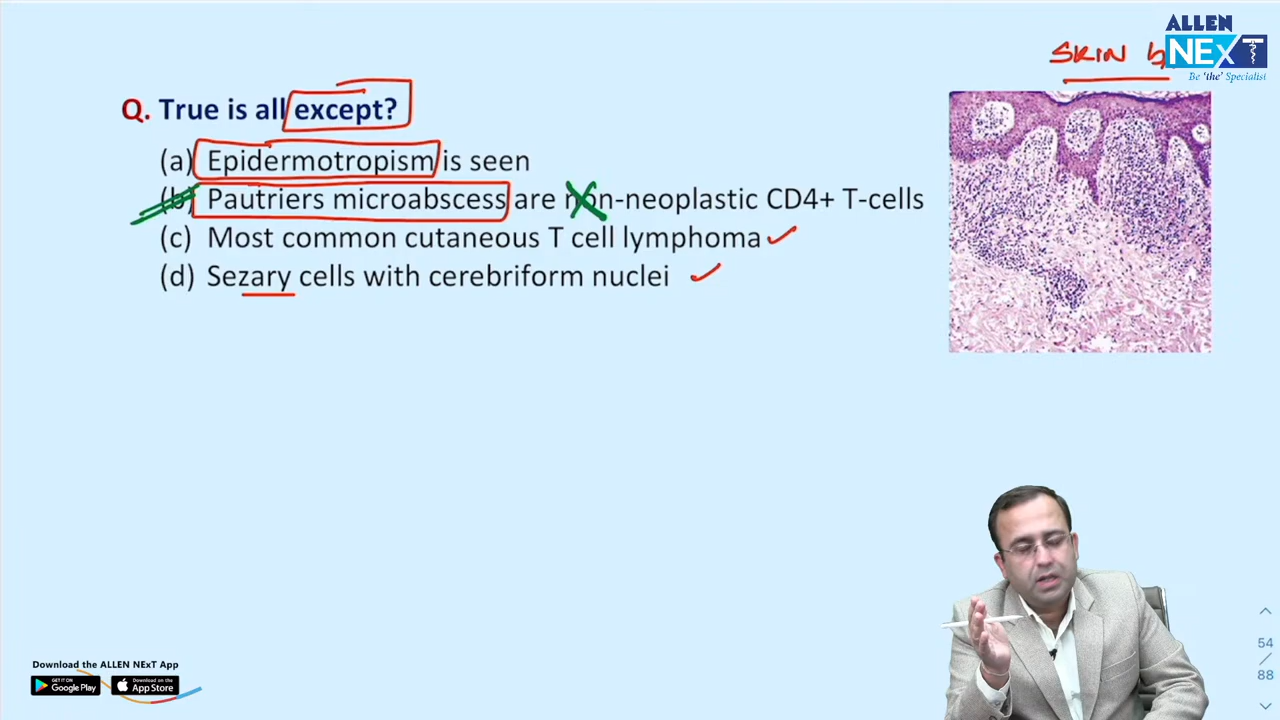 SKIN
ALLEN
NExT
Be 'the' Specialist
Q. True is all except?
(a) Epidermotropism is seen
(b) Pautriers microabscess are non-neoplastic CD4+ T-cells
(c) Most common cutaneous T cell lymphoma
(d) Sezary cells with cerebriform nuclei
54
/
88
Download the ALLEN NExT App
GET IT ON
Google Play
Download on the
App Store